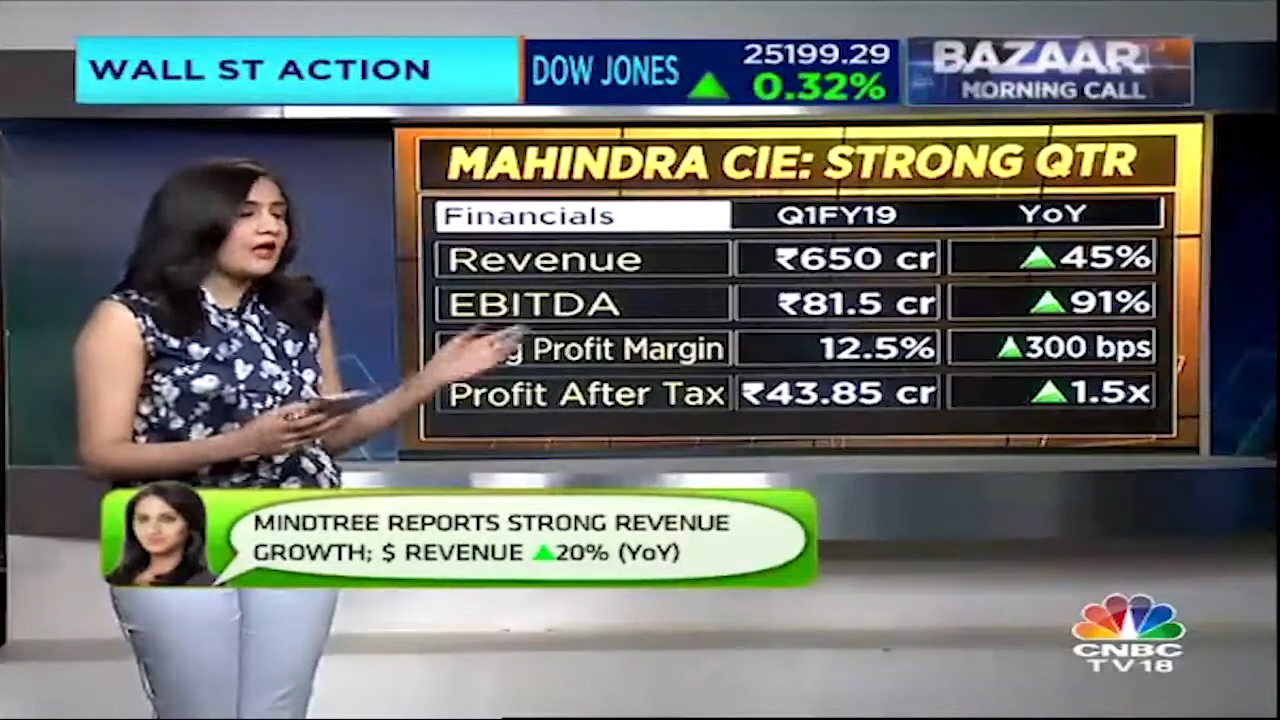 WALL ST ACTION
DOW JONES
25199.29
0.32%
BAZAAR
MORNING CALL
MAHINDRA CIE: STRONG QTR
Financials Q1FY19 YoY
Revenue ₹650 cr 45%
EBITDA ₹81.5 cr 91%
Profit Margin 12.5% 300 bps
Profit After Tax ₹43.85 cr 1.5x
MINDTREE REPORTS STRONG REVENUE
GROWTH; $ REVENUE 20% (YoY)
CNBC
TV18